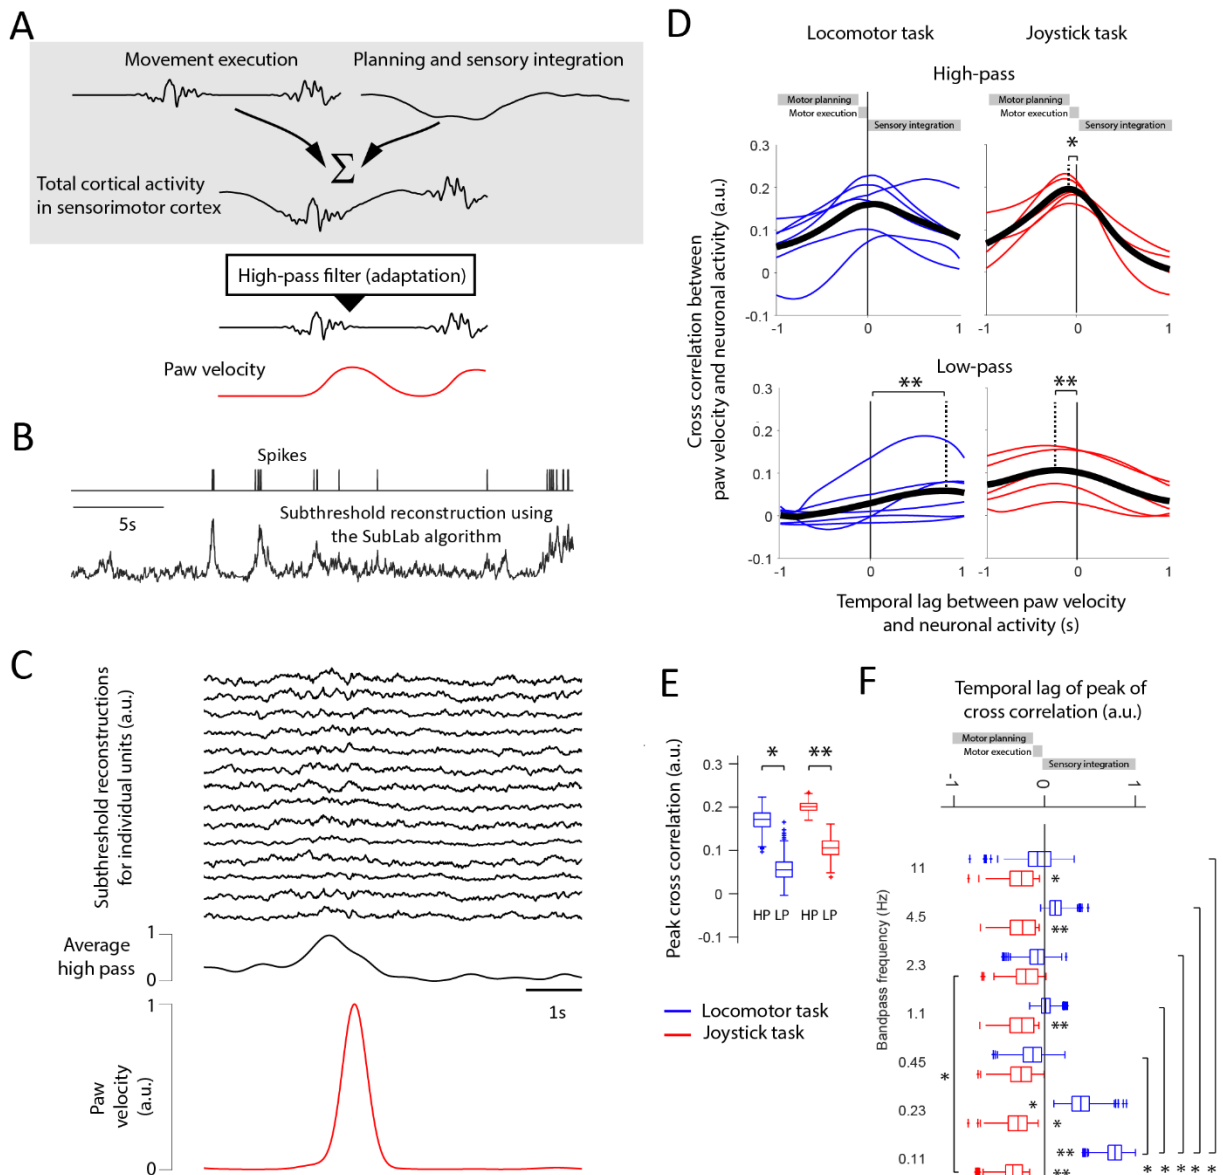 A
Movement execution
Planning and sensory integration
Σ
Total cortical activity
in sensorimotor cortex
High-pass filter (adaptation)
Paw velocity
B
Spikes
5s
Subthreshold reconstruction using
the SubLab algorithm
C
Subthreshold reconstructions
for individual units (a.u.)
Average
high pass
1
0
1s
Paw
velocity
(a.u.)
1
0
D
Locomotor task
Joystick task
High-pass
Motor planning
Motor execution
Sensory integration
Motor planning
Motor execution
Sensory integration
*
Cross correlation between
paw velocity and neuronal activity (a.u.)
0.3
0.2
0.1
0
-0.1
-1 0 1
-1 0 1
Low-pass
**
**
0.3
0.2
0.1
0
-0.1
-1 0 1
-1 0 1
Temporal lag between paw velocity
and neuronal activity (s)
E
Peak cross correlation (a.u.)
0.3
0.2
0.1
0
-0.1
*
**
HP LP
HP LP
Locomotor task
Joystick task
F
Temporal lag of peak of
cross correlation (a.u.)
Motor planning
Motor execution
Sensory integration
-1 0 1
Bandpass frequency (Hz)
11
*
4.5
**
2.3
1.1
**
0.45
*
0.23
*
*
0.11
**
**
* * * * *